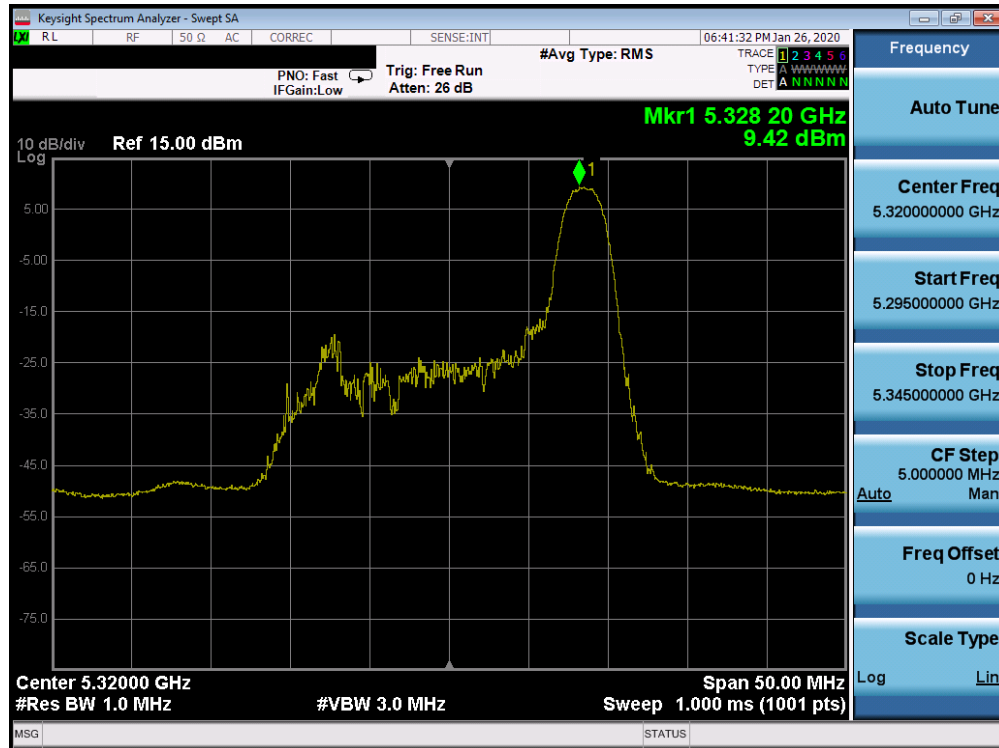 Keysight Spectrum Analyzer - Swept SA
LXI RL RF 50 Ω AC CORREC SENSE:INT 06:41:32 PM Jan 26, 2020
#Avg Type: RMS
TRACE 1 2 3 4 5 6
TYPE A WWWWW
DET A N N N N N
PNO: Fast
IFGain:Low
Trig: Free Run
Atten: 26 dB
Mkr1 5.328 20 GHz
9.42 dBm
10 dB/div
Log
Ref 15.00 dBm
1
5.00
-5.00
-15.0
-25.0
-35.0
-45.0
-55.0
-65.0
-75.0
Center 5.32000 GHz
#Res BW 1.0 MHz
#VBW 3.0 MHz
Span 50.00 MHz
Sweep 1.000 ms (1001 pts)
MSG
STATUS
Frequency
Auto Tune
Center Freq
5.320000000 GHz
Start Freq
5.295000000 GHz
Stop Freq
5.345000000 GHz
CF Step
5.000000 MHz
Auto Man
Freq Offset
0 Hz
Scale Type
Log Lin